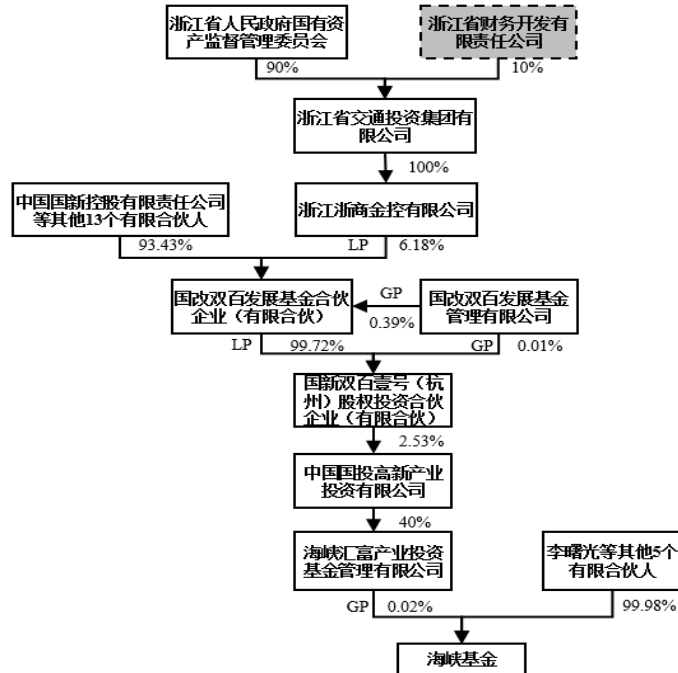 浙江省人民政府国有资
产监督管理委员会
浙江省财务开发有
限责任公司
90%
10%
浙江省交通投资集团有
限公司
100%
中国国新控股有限责任公司
等其他13个有限合伙人
浙江浙商金控有限公司
93.43%
LP
6.18%
国改双百发展基金合伙
企业（有限合伙）
GP
0.39%
国改双百发展基金
管理有限公司
LP
99.72%
GP
0.01%
国新双百壹号（杭
州）股权投资合伙
企业（有限合伙）
2.53%
中国国投高新产业
投资有限公司
40%
海峡汇富产业投资
基金管理有限公司
李曙光等其他5个
有限合伙人
GP
0.02%
99.98%
海峡基金